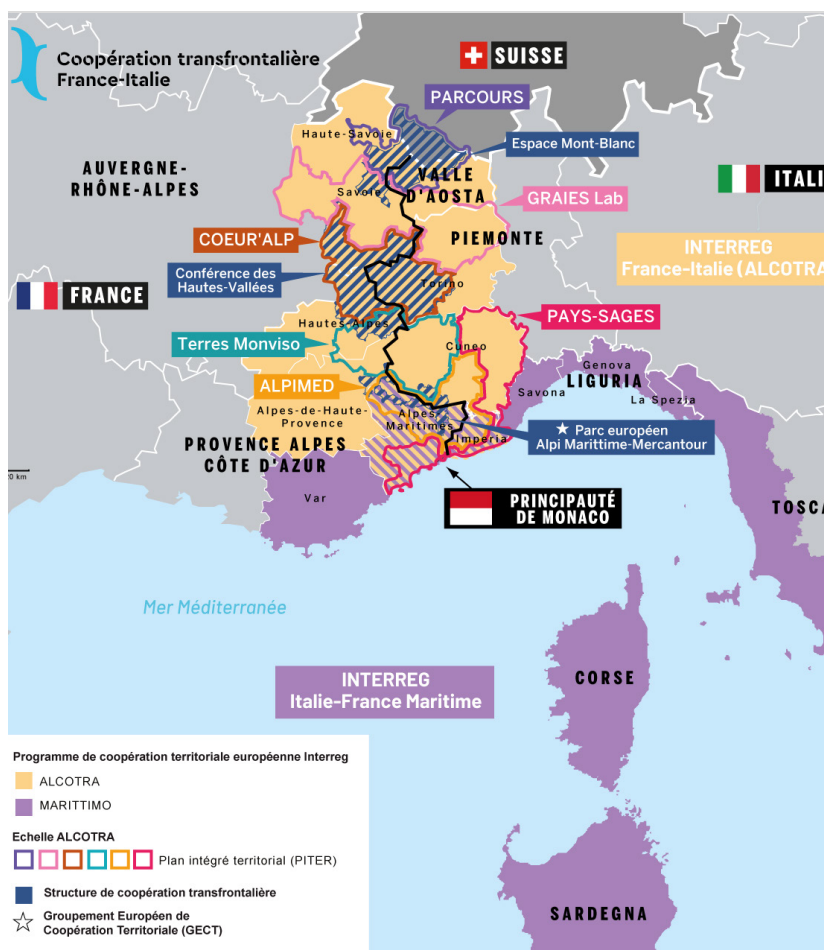 Coopération transfrontalière
France-Italie
SUISSE
PARCOURS
Haute-Savoie
Espace Mont-Blanc
AUVERGNE-
RHÔNE-ALPES
VALLE
D'AOSTA
Savoie
GRAIES Lab
ITALI
COEUR'ALP
PIEMONTE
INTERREG
France-Italie (ALCOTRA)
Conférence des
Hautes-Vallées
Torino
FRANCE
Hautes-Alpes
PAYS-SAGES
Terres Monviso
Cuneo
Genova
LIGURIA
Savona
La Spezia
ALPIMED
Alpes-de-Haute-
Provence
Alpes
Maritimes
Imperia
Parc européen
Alpi Marittime-Mercantour
PROVENCE ALPES
CÔTE D'AZUR
20 km
Var
PRINCIPAUTÉ
DE MONACO
TOSCA
Mer Méditerranée
INTERREG
Italie-France Maritime
CORSE
SARDEGNA
Programme de coopération territoriale européenne Interreg
ALCOTRA
MARITTIMO
Echelle ALCOTRA
Plan intégré territorial (PITER)
Structure de coopération transfrontalière
Groupement Européen de
Coopération Territoriale (GECT)